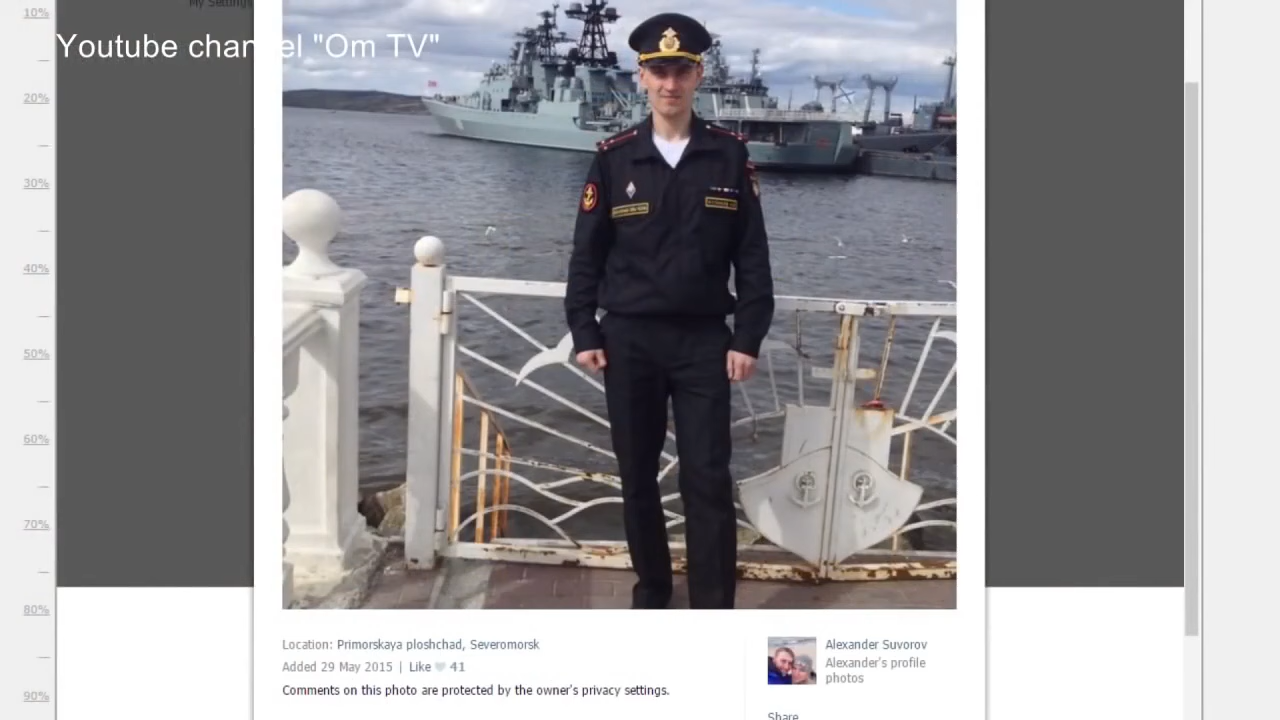 My Settings
10%
Youtube channel "Om TV"
20%
30%
40%
50%
60%
70%
80%
Location: Primorskaya ploshchad, Severomorsk
Added 29 May 2015 | Like 41
Comments on this photo are protected by the owner's privacy settings.
Alexander Suvorov
Alexander's profile
photos
90%
Share